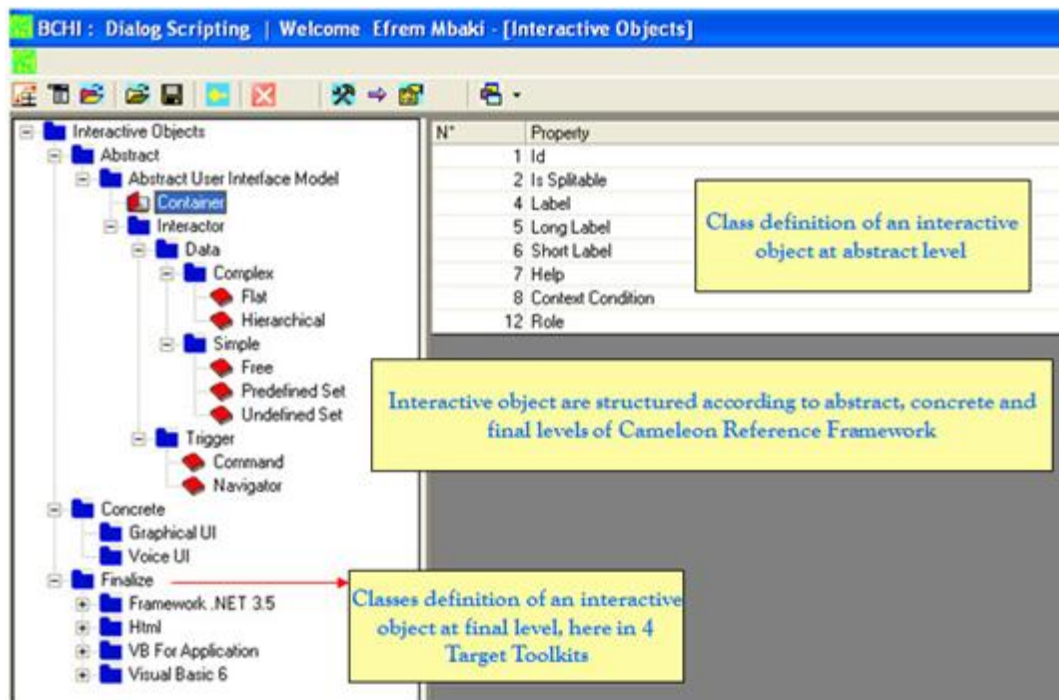 BCHI : Dialog Scripting | Welcome Efrem Mbaki - [Interactive Objects]
Interactive Objects
Abstract
Abstract User Interface Model
Container
Interactor
Data
Complex
Flat
Hierarchical
Simple
Free
Predefined Set
Undefined Set
Trigger
Command
Navigator
Concrete
Graphical UI
Voice UI
Finalize
Framework .NET 3.5
Html
VB For Application
Visual Basic 6
N° Property
1 Id
2 Is Splitable
4 Label
5 Long Label
6 Short Label
7 Help
8 Context Condition
12 Role
Class definition of an interactive
object at abstract level
Interactive object are structured according to abstract, concrete and
final levels of Cameleon Reference Framework
Classes definition of an interactive
object at final level, here in 4
Target Toolkits